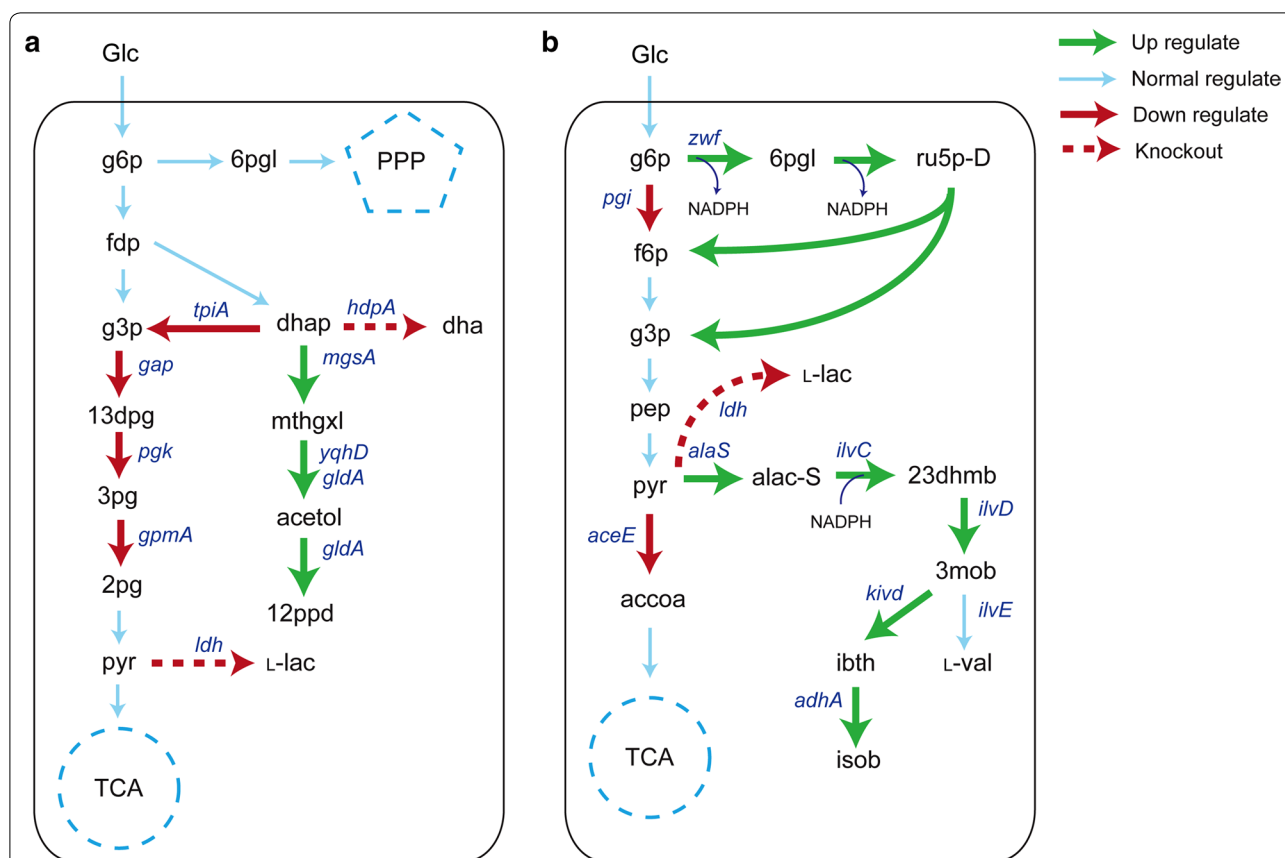 a
Glc
g6p
6pgl
PPP
fdp
tpiA
hdpA
g3p
dhap
dha
gap
mgsA
13dpg
mthgxl
pgk
yqhD
gldA
3pg
acetol
gpmA
gldA
2pg
12ppd
ldh
pyr
L-lac
TCA
b
Glc
zwf
g6p
6pgl
ru5p-D
pgi
NADPH
NADPH
f6p
g3p
L-lac
pep
ldh
alaS
ilvC
pyr
alac-S
23dhmb
NADPH
ilvD
aceE
3mob
accoa
kivd
ilvE
ibth
L-val
adhA
TCA
isob
Up regulate
Normal regulate
Down regulate
Knockout